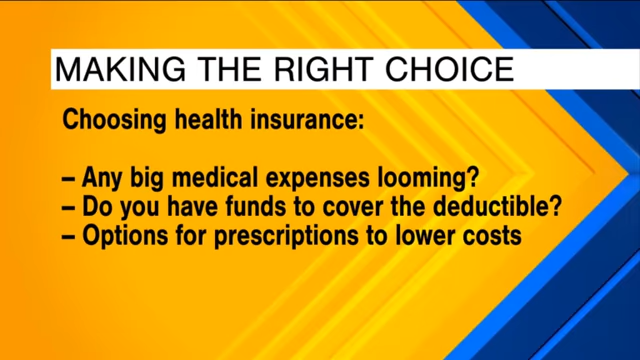 MAKING THE RIGHT CHOICE
Choosing health insurance:
– Any big medical expenses looming?
– Do you have funds to cover the deductible?
– Options for prescriptions to lower costs